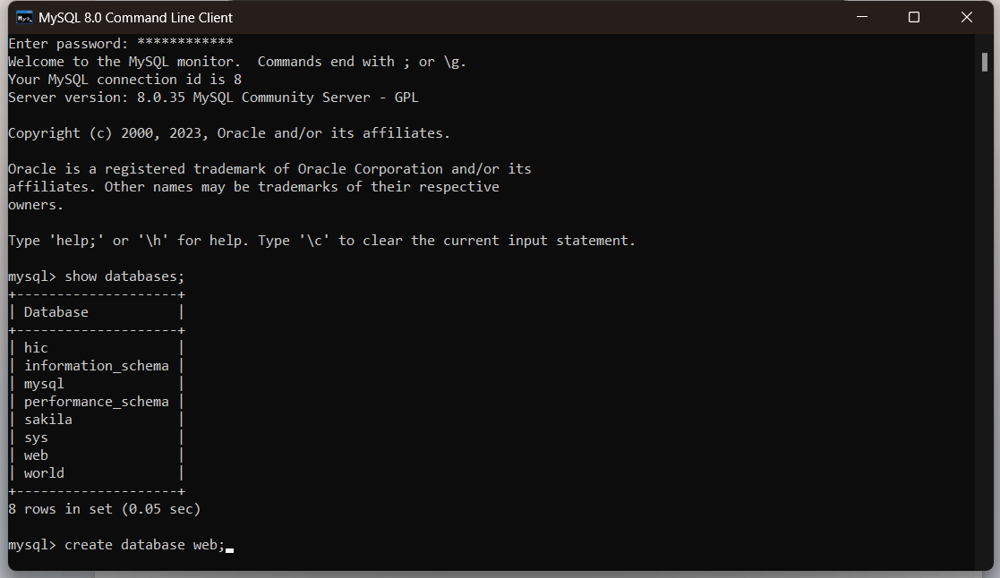 MySQL 8.0 Command Line Client
Enter password: ************
Welcome to the MySQL monitor.  Commands end with ; or \g.
Your MySQL connection id is 8
Server version: 8.0.35 MySQL Community Server - GPL
Copyright (c) 2000, 2023, Oracle and/or its affiliates.
Oracle is a registered trademark of Oracle Corporation and/or its
affiliates. Other names may be trademarks of their respective
owners.
Type 'help;' or '\h' for help. Type '\c' to clear the current input statement.
mysql> show databases;
+--------------------+
| Database           |
+--------------------+
| hic                |
| information_schema |
| mysql              |
| performance_schema |
| sakila             |
| sys                |
| web                |
| world              |
+--------------------+
8 rows in set (0.05 sec)
mysql> create database web;